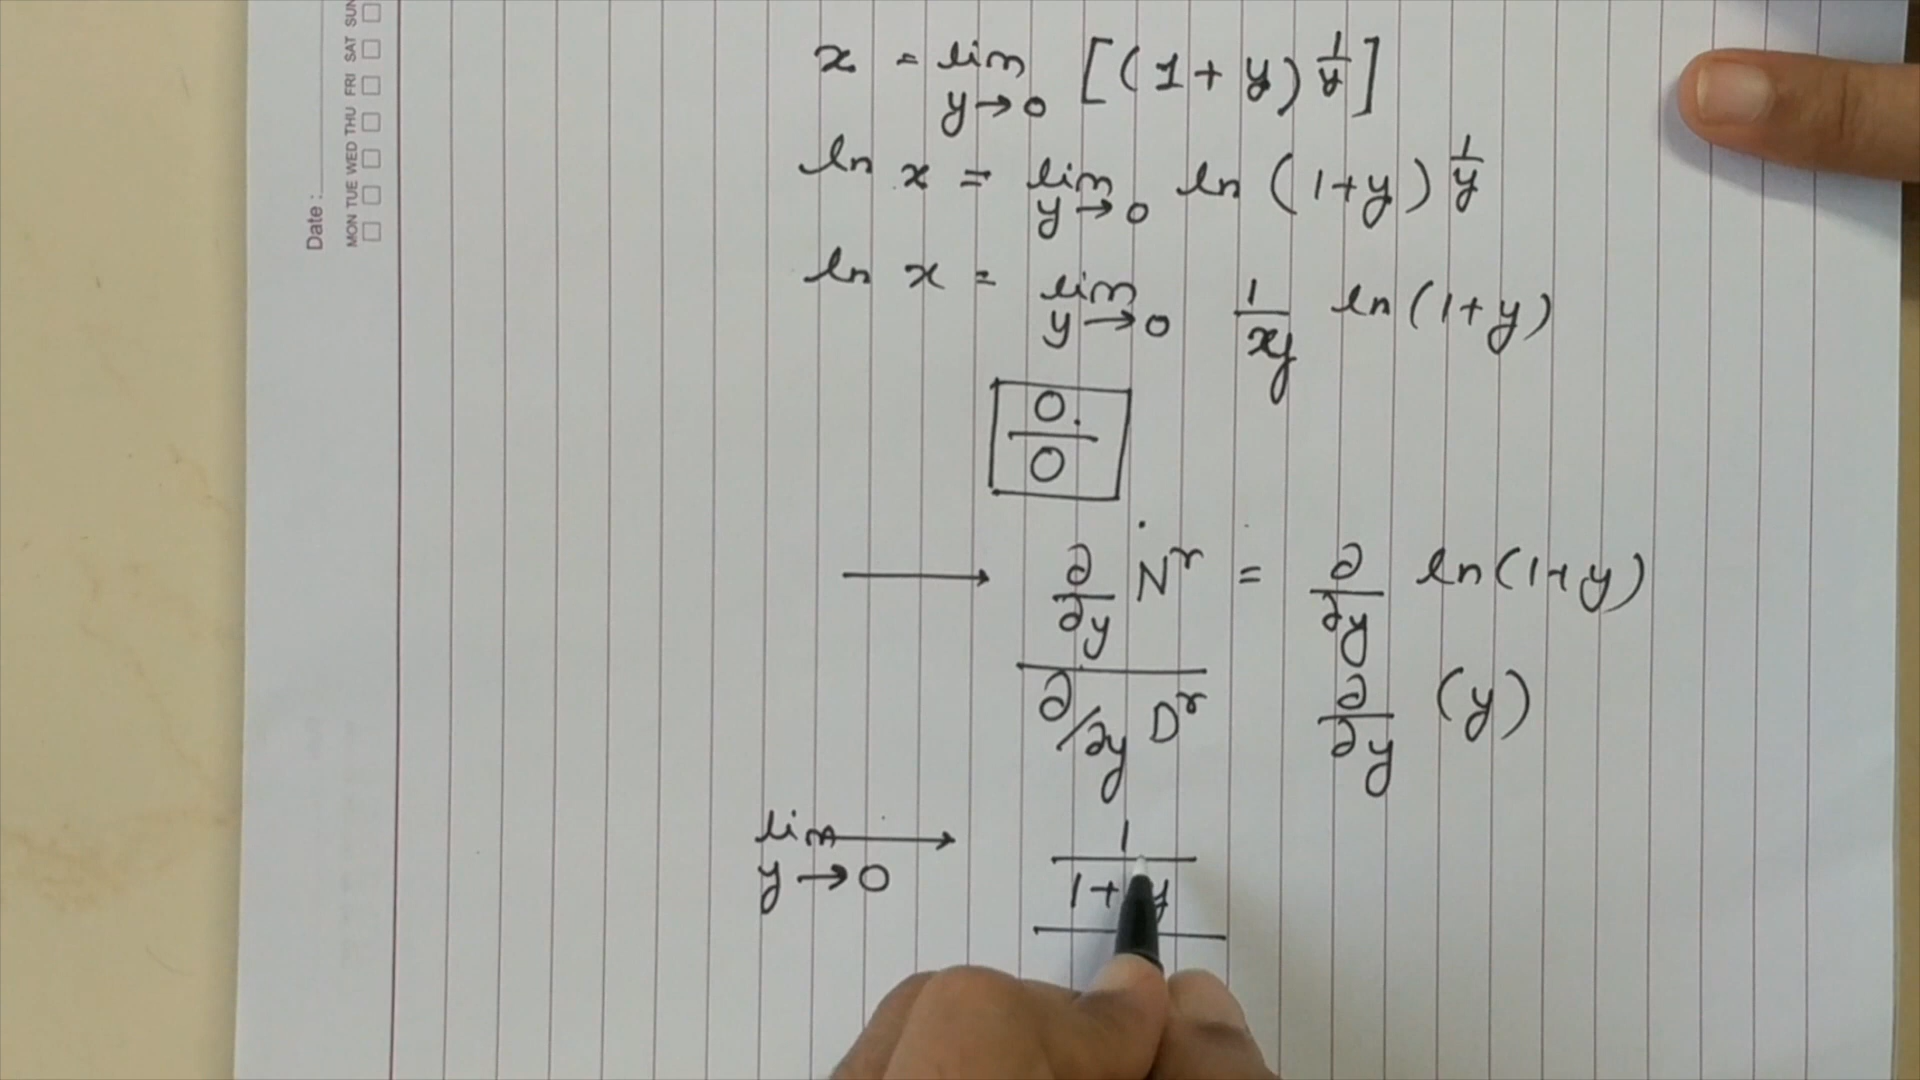 Date :
MON TUE WED THU FRI SAT SUN
x = lim y→0 [(1+y)^{1/y}]
ln x = lim y→0 ln (1+y)^{1/y}
ln x = lim y→0 1/xy ln(1+y)
0/0
→ ∂/∂y N^r = ∂/∂y ln(1+y)
∂/∂y D^r ∂/∂y (y)
lim → 1
y→0 1+y